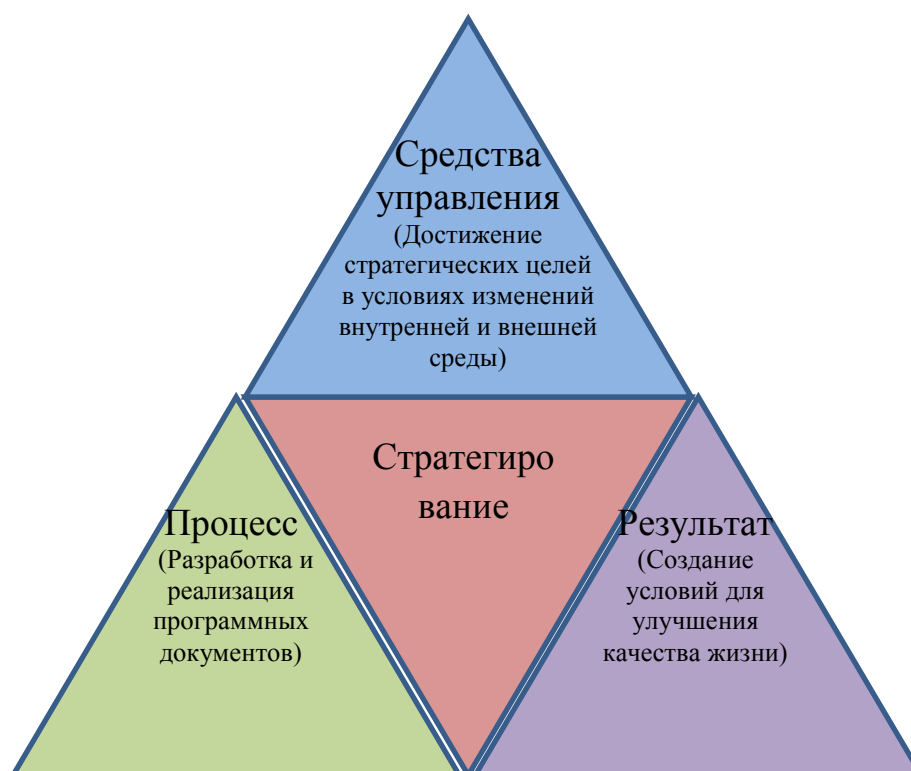 Средства
управления
(Достижение
стратегических целей
в условиях изменений
внутренней и внешней
среды)
Стратегиро
вание
Процесс
(Разработка и
реализация
программных
документов)
Результат
(Создание
условий для
улучшения
качества жизни)